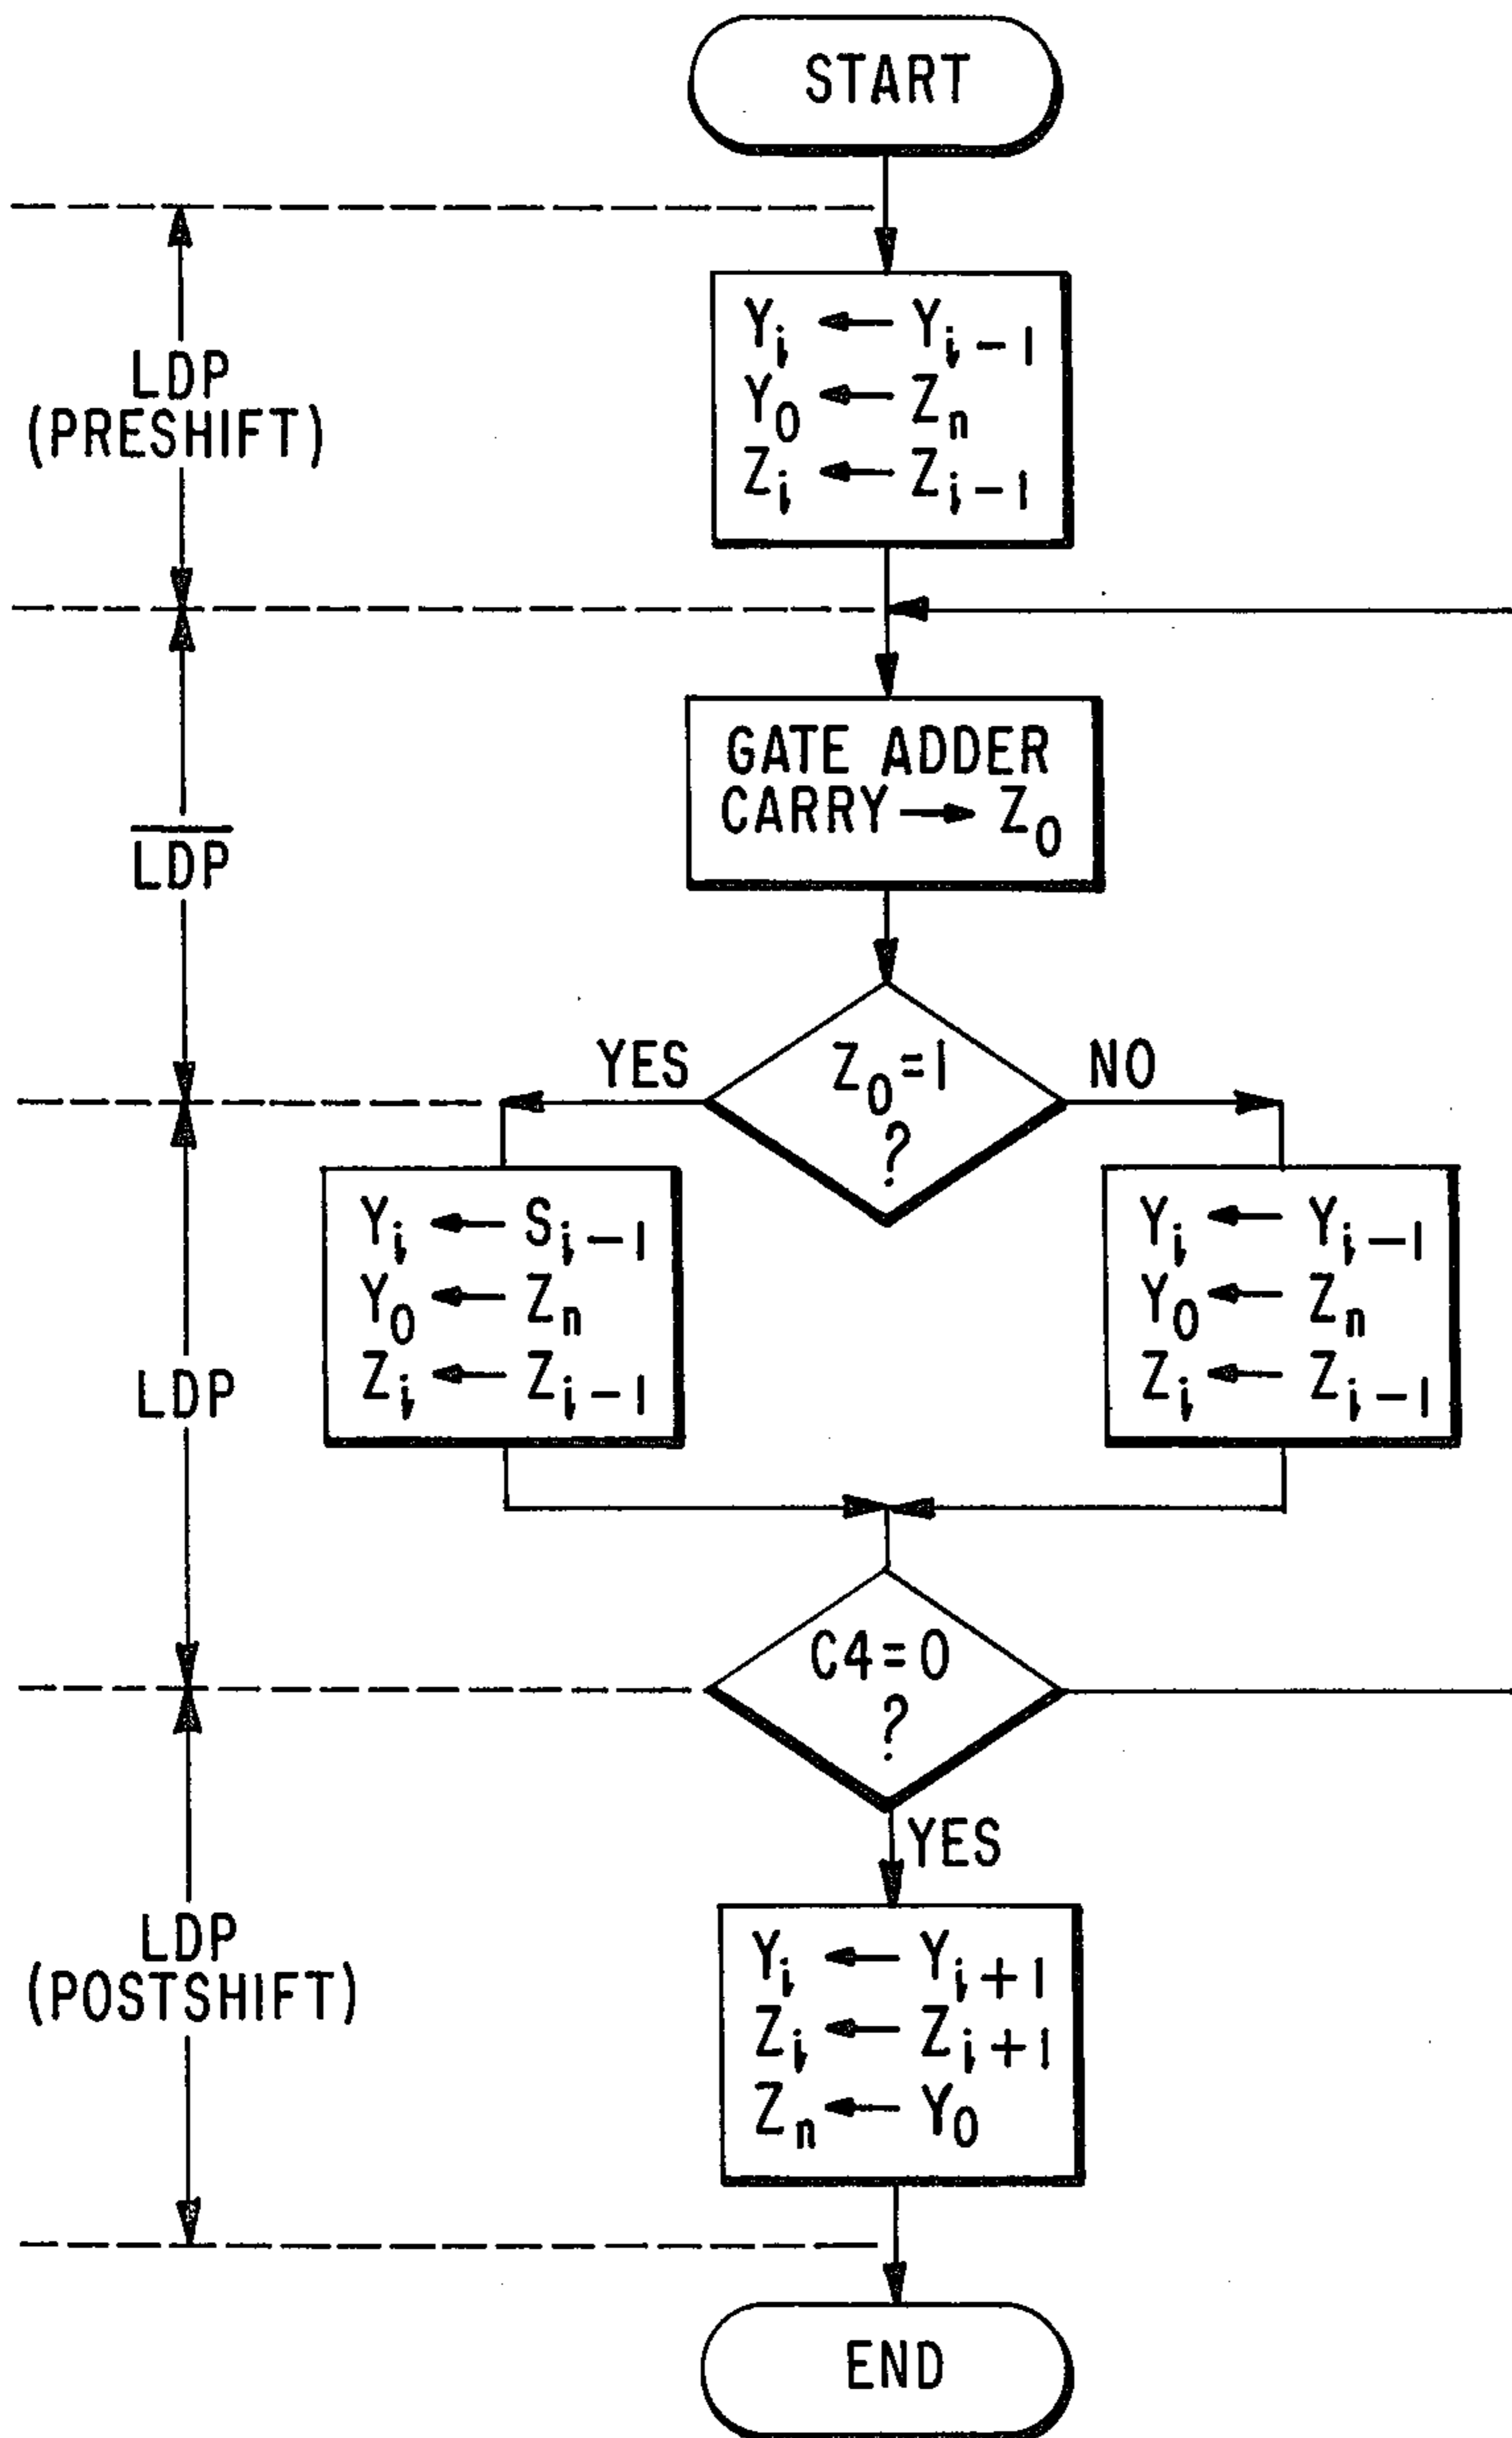 START
LDP
(PRESHIFT)
Yᵢ ← Yᵢ₋₁
Y₀ ← Zₙ
Zᵢ ← Zᵢ₋₁
L̅D̅P̅
GATE ADDER
CARRY → Z₀
YES
Z₀=1
?
NO
LDP
Yᵢ ← Sᵢ₋₁
Y₀ ← Zₙ
Zᵢ ← Zᵢ₋₁
Yᵢ ← Yᵢ₋₁
Y₀ ← Zₙ
Zᵢ ← Zᵢ₋₁
C4=0
?
YES
LDP
(POSTSHIFT)
Yᵢ ← Yᵢ₊₁
Zᵢ ← Zᵢ₊₁
Zₙ ← Y₀
END